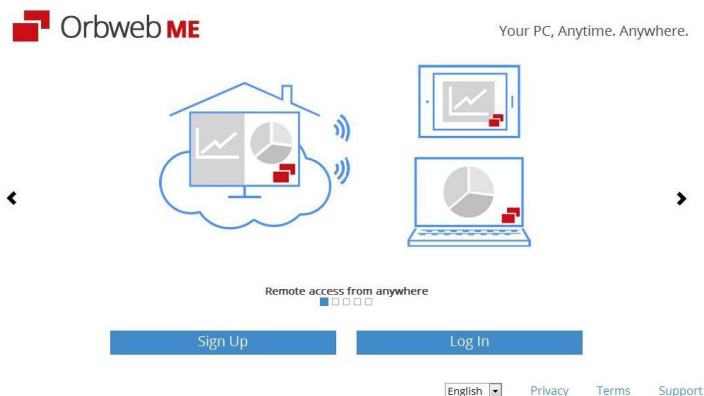 Orbweb ME
Your PC, Anytime. Anywhere.
Remote access from anywhere
Sign Up
Log In
English
Privacy
Terms
Support